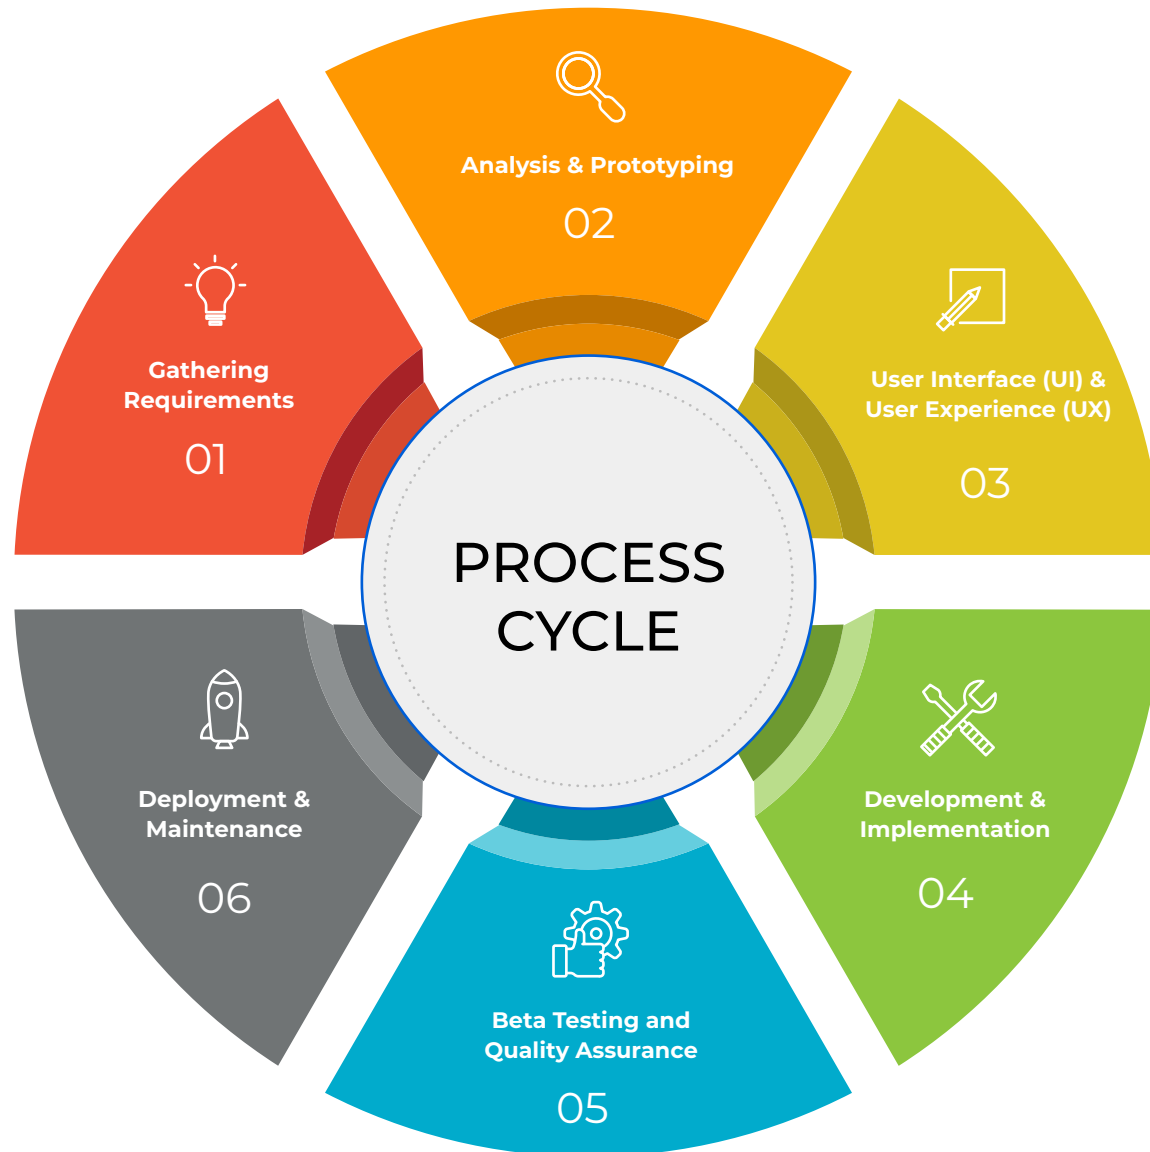 Analysis & Prototyping
02
Gathering
Requirements
01
User Interface (UI) &
User Experience (UX)
03
PROCESS
CYCLE
Deployment &
Maintenance
06
Development &
Implementation
04
Beta Testing and
Quality Assurance
05